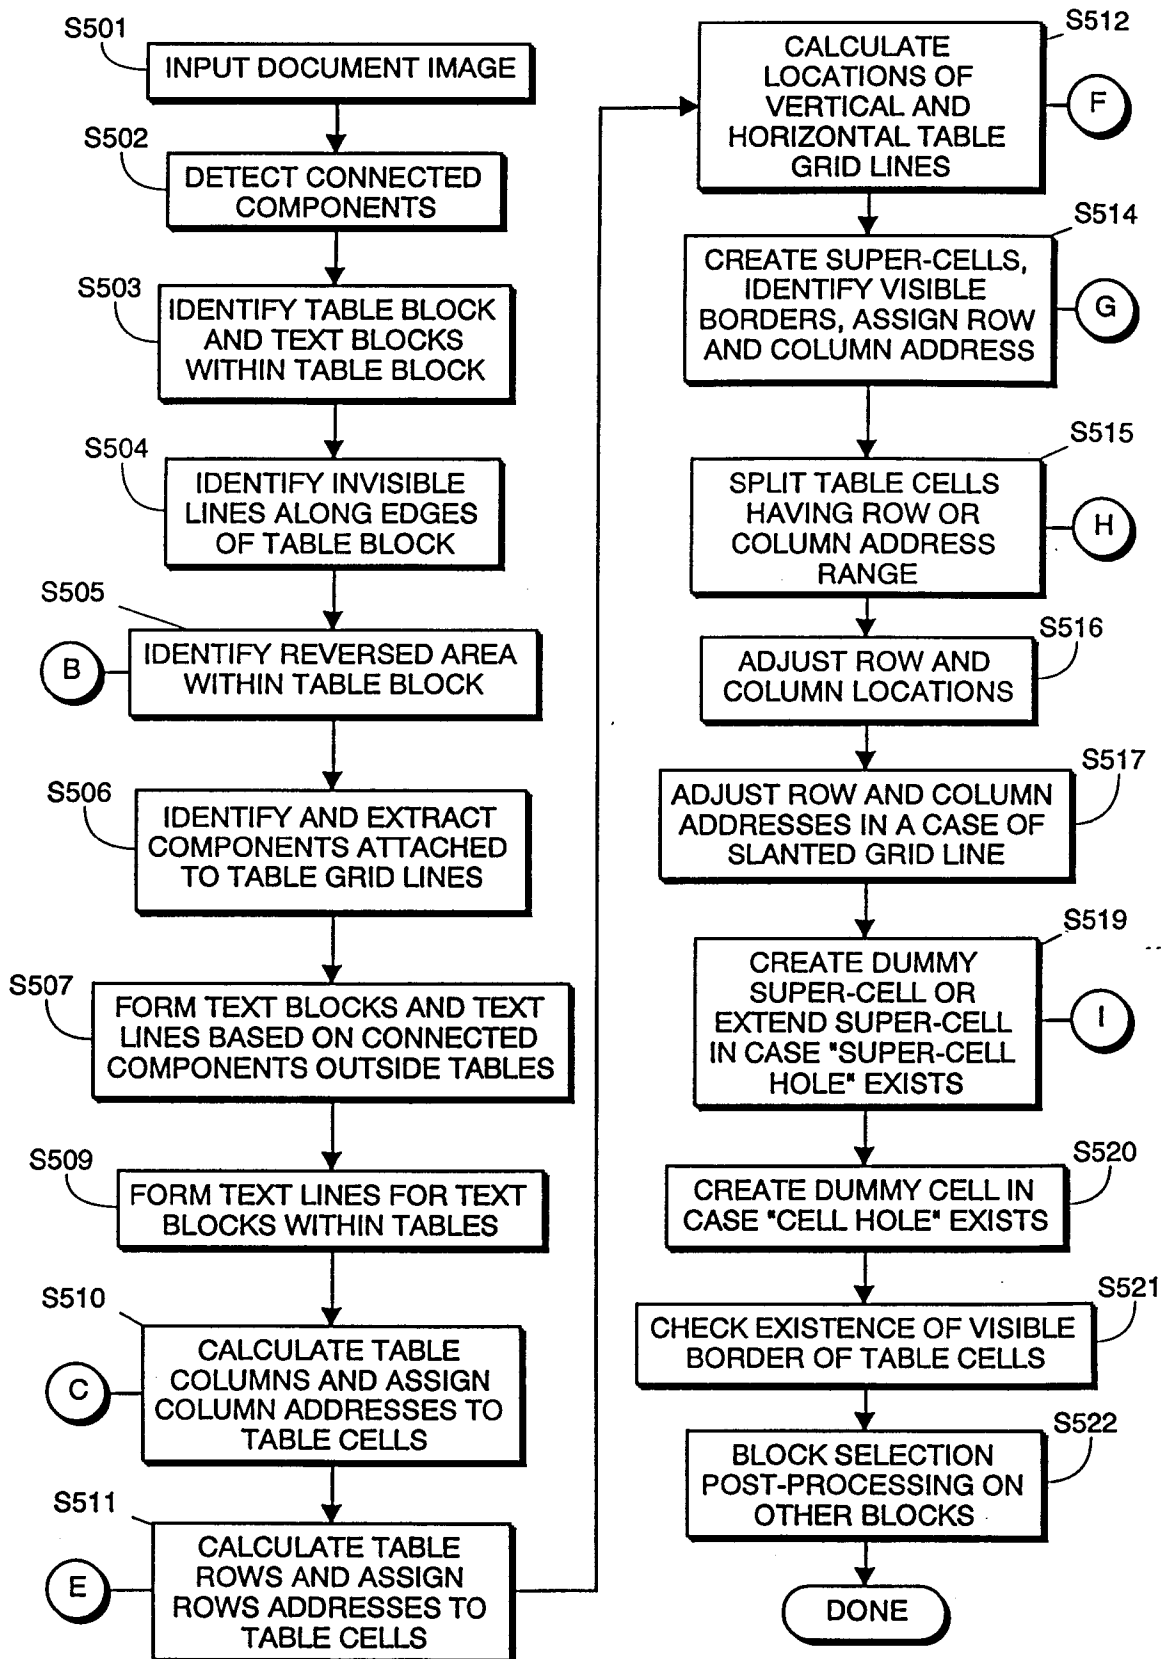 S501
INPUT DOCUMENT IMAGE
S502
DETECT CONNECTED
COMPONENTS
S503
IDENTIFY TABLE BLOCK
AND TEXT BLOCKS
WITHIN TABLE BLOCK
S504
IDENTIFY INVISIBLE
LINES ALONG EDGES
OF TABLE BLOCK
S505
B
IDENTIFY REVERSED AREA
WITHIN TABLE BLOCK
S506
IDENTIFY AND EXTRACT
COMPONENTS ATTACHED
TO TABLE GRID LINES
S507
FORM TEXT BLOCKS AND TEXT
LINES BASED ON CONNECTED
COMPONENTS OUTSIDE TABLES
S509
FORM TEXT LINES FOR TEXT
BLOCKS WITHIN TABLES
S510
C
CALCULATE TABLE
COLUMNS AND ASSIGN
COLUMN ADDRESSES TO
TABLE CELLS
S511
E
CALCULATE TABLE
ROWS AND ASSIGN
ROWS ADDRESSES TO
TABLE CELLS
S512
CALCULATE
LOCATIONS OF
VERTICAL AND
HORIZONTAL TABLE
GRID LINES
F
S514
CREATE SUPER-CELLS,
IDENTIFY VISIBLE
BORDERS, ASSIGN ROW
AND COLUMN ADDRESS
G
S515
SPLIT TABLE CELLS
HAVING ROW OR
COLUMN ADDRESS
RANGE
H
S516
ADJUST ROW AND
COLUMN LOCATIONS
S517
ADJUST ROW AND COLUMN
ADDRESSES IN A CASE OF
SLANTED GRID LINE
S519
CREATE DUMMY
SUPER-CELL OR
EXTEND SUPER-CELL
IN CASE "SUPER-CELL
HOLE" EXISTS
I
S520
CREATE DUMMY CELL IN
CASE "CELL HOLE" EXISTS
S521
CHECK EXISTENCE OF VISIBLE
BORDER OF TABLE CELLS
S522
BLOCK SELECTION
POST-PROCESSING ON
OTHER BLOCKS
DONE